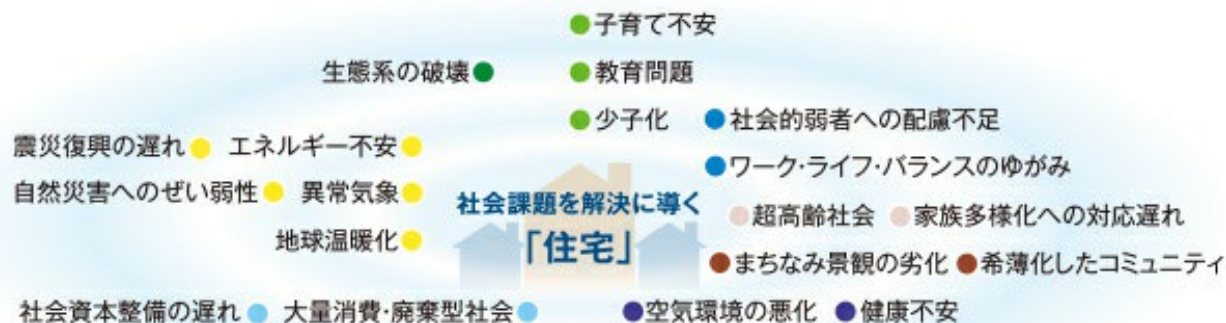 子育て不安
生態系の破壊
教育問題
少子化
社会的弱者への配慮不足
震災復興の遅れ
エネルギー不安
ワーク・ライフ・バランスのゆがみ
自然災害へのぜい弱性
異常気象
社会課題を解決に導く
「住宅」
超高齢社会
家族多様化への対応遅れ
地球温暖化
まちなみ景観の劣化
希薄化したコミュニティ
社会資本整備の遅れ
大量消費・廃棄型社会
空気環境の悪化
健康不安